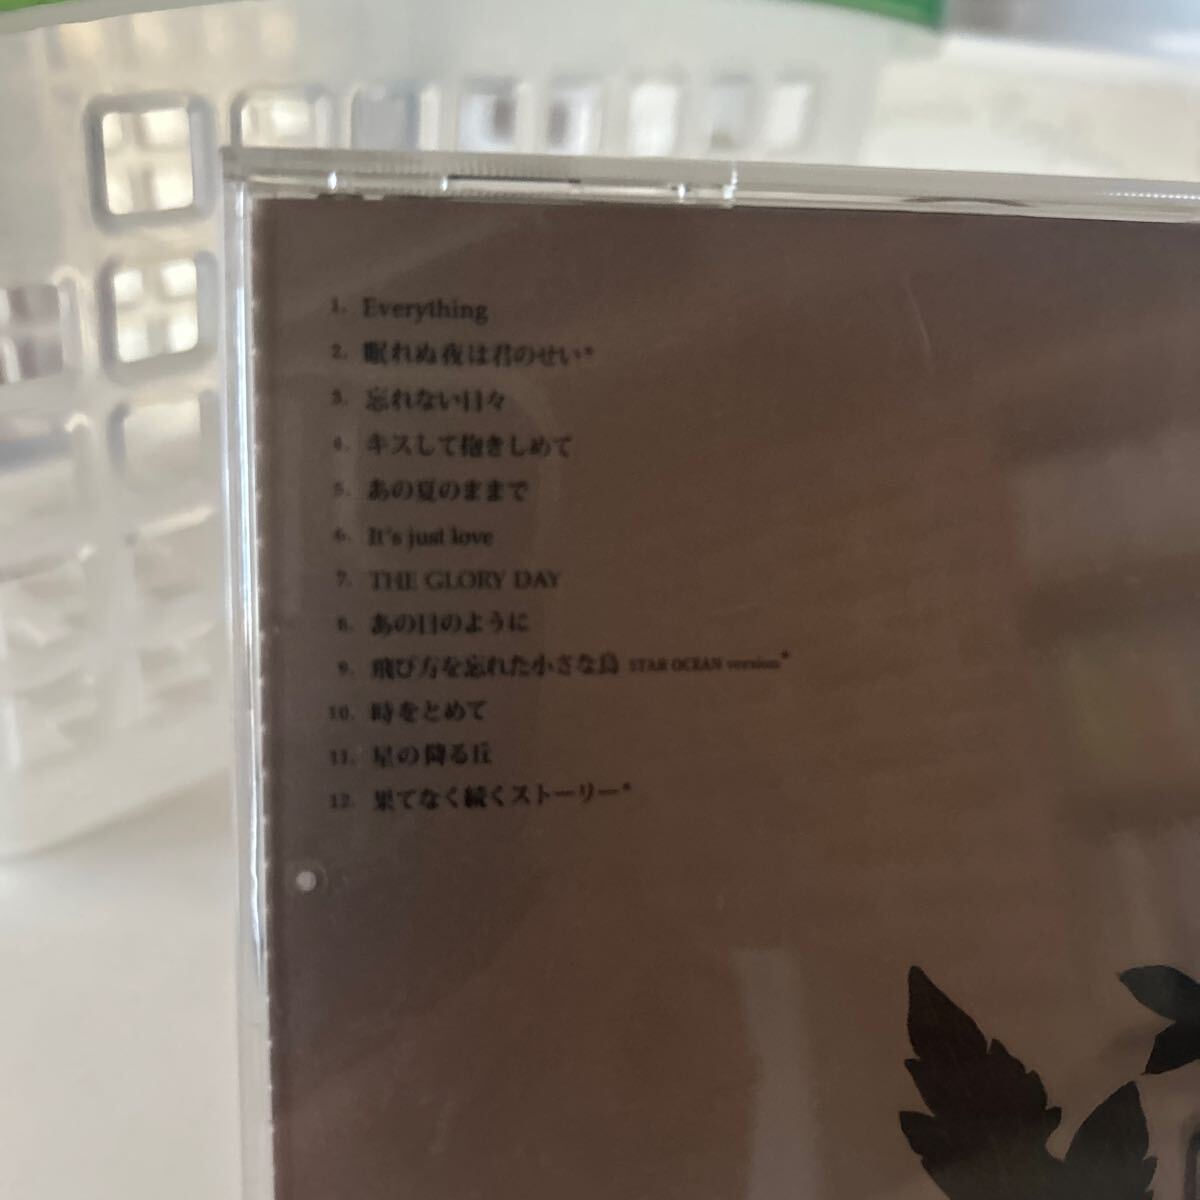 1. Everything
2. 眠れぬ夜は君のせい*
3. 忘れない日々
4. キスして抱きしめて
5. あの夏のままで
6. It's just love
7. THE GLORY DAY
8. あの日のように
9. 飛び方を忘れた小さな鳥 STAR OCEAN version*
10. 時をとめて
11. 星の降る丘
12. 果てなく続くストーリー*